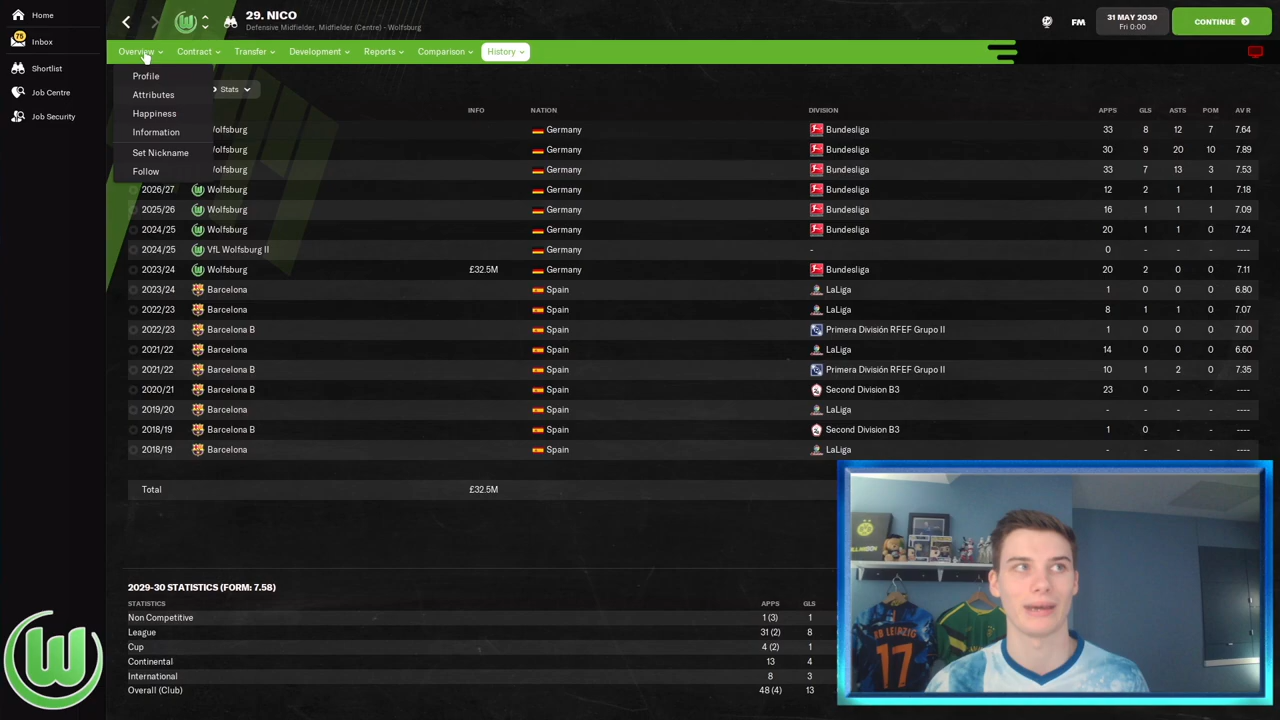 Home
Inbox
75
Shortlist
Job Centre
Job Security
29. NICO
Defensive Midfielder, Midfielder (Centre) - Wolfsburg
FM
31 MAY 2030
Fri 0:00
CONTINUE
Overview Contract Transfer Development Reports Comparison History
Profile
Attributes
Happiness
Information
Set Nickname
Follow
Stats
INFO NATION DIVISION APPS GLS ASTS POM AV R
Wolfsburg Germany Bundesliga 33 8 12 7 7.64
Wolfsburg Germany Bundesliga 30 9 20 10 7.89
Wolfsburg Germany Bundesliga 33 7 13 3 7.53
2026/27 Wolfsburg Germany Bundesliga 12 2 1 1 7.18
2025/26 Wolfsburg Germany Bundesliga 16 1 1 1 7.09
2024/25 Wolfsburg Germany Bundesliga 20 1 1 0 7.24
2024/25 VfL Wolfsburg II Germany - 0 - - ----
2023/24 Wolfsburg £32.5M Germany Bundesliga 20 2 0 0 7.11
2023/24 Barcelona Spain LaLiga 1 0 0 0 6.80
2022/23 Barcelona Spain LaLiga 8 1 1 0 7.07
2022/23 Barcelona B Spain Primera División RFEF Grupo II 1 0 0 0 7.00
2021/22 Barcelona Spain LaLiga 14 0 0 0 6.60
2021/22 Barcelona B Spain Primera División RFEF Grupo II 10 1 2 0 7.35
2020/21 Barcelona B Spain Second Division B3 23 0 - - ----
2019/20 Barcelona Spain LaLiga - - - - ----
2018/19 Barcelona B Spain Second Division B3 1 0 - - ----
2018/19 Barcelona Spain LaLiga - - - - ----
Total £32.5M
2029-30 STATISTICS (FORM: 7.58)
STATISTICS APPS GLS
Non Competitive 1 (3) 1
League 31 (2) 8
Cup 4 (2) 1
Continental 13 4
International 8 3
Overall (Club) 48 (4) 13
RB LEIPZIG
17